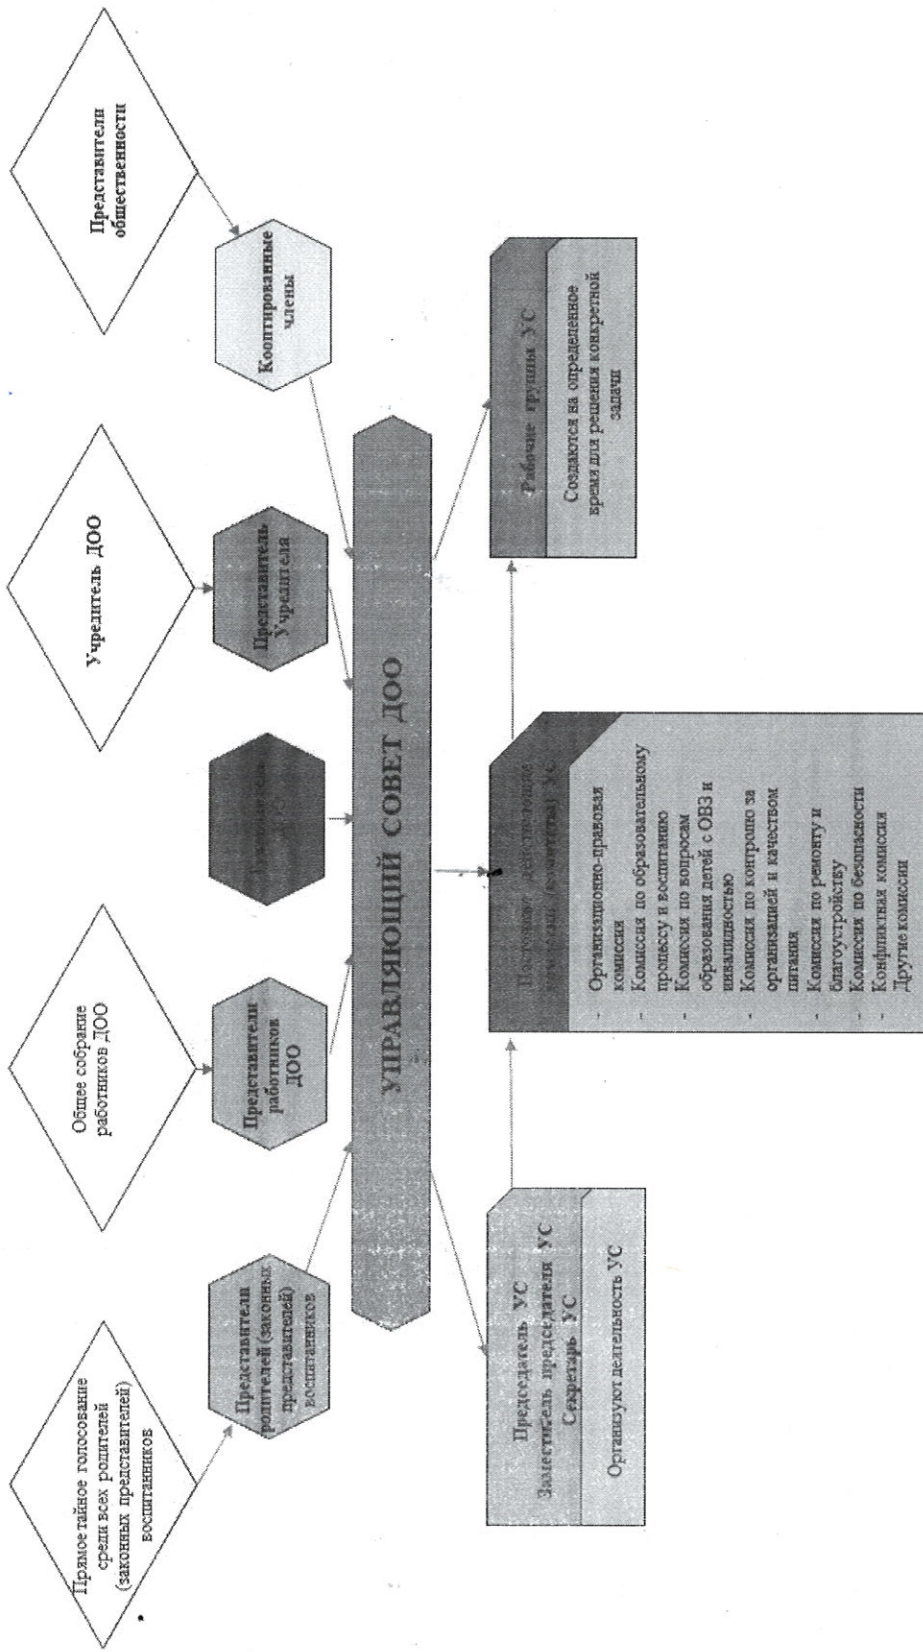 Прямое тайное голосование
среди всех родителей
(законных представителей)
воспитанников
Общее собрание
работников ДОО
Учредитель ДОО
Представители
общественности
Представители
родителей (законных
представителей)
воспитанников
Представители
работников
ДОО
Представитель
Учредителя
Кооптированные
члены
УПРАВЛЯЮЩИЙ СОВЕТ ДОО
Председатель УС
Заместитель председателя УС
Секретарь УС
Организуют деятельность УС
Постоянно действующие
УС
- Организационно-правовая
комиссия
- Комиссия по образовательному
процессу и воспитанию
- Комиссия по вопросам
образования детей с ОВЗ и
инвалидностью
- Комиссия по контролю за
организацией и качеством
питания
- Комиссия по ремонту и
благоустройству
- Комиссия по безопасности
- Конфликтная комиссия
Другие комиссии
Рабочие группы УС
Создаются на определенное
время для решения конкретной
задачи